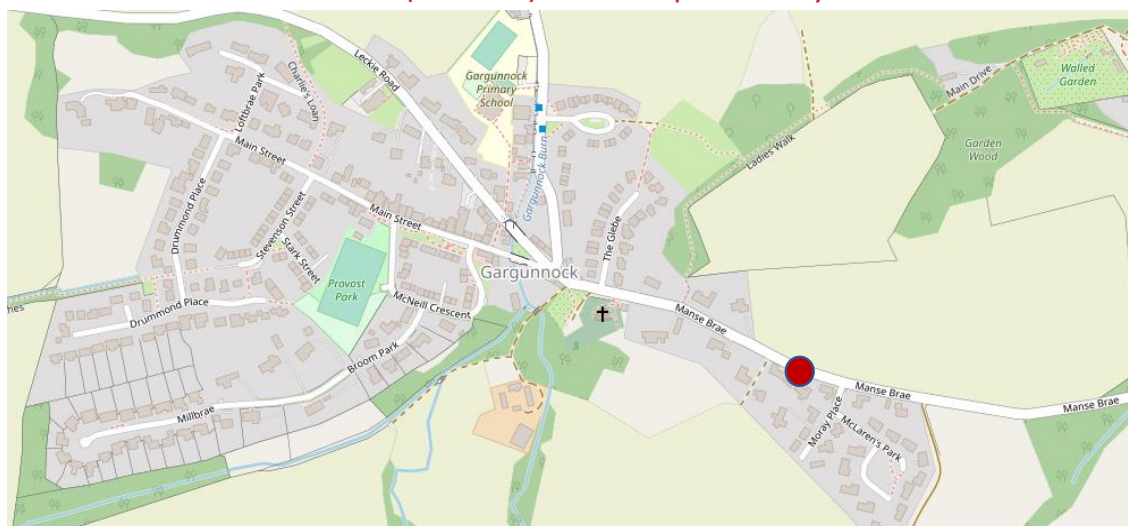 Leckie Road
Gargunnock
Primary
School
Charlie's Loan
Loftbrae Park
Main Street
Drummond Place
Stevenson Street
Stark Street
Main Street
Provost
Park
Drummond Place
McNeill Crescent
Broom Park
Millbrae
Gargunnock
Gargunnock Burn
The Glebe
Ladies Walk
Main Drive
Walled
Garden
Garden
Wood
Manse Brae
Manse Brae
Manse Brae
Moray Place
McLaren's Park